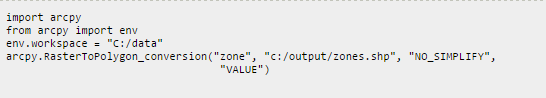 import arcpy
from arcpy import env
env.workspace = "C:/data"
arcpy.RasterToPolygon_conversion("zone", "c:/output/zones.shp", "NO_SIMPLIFY",
                                  "VALUE")